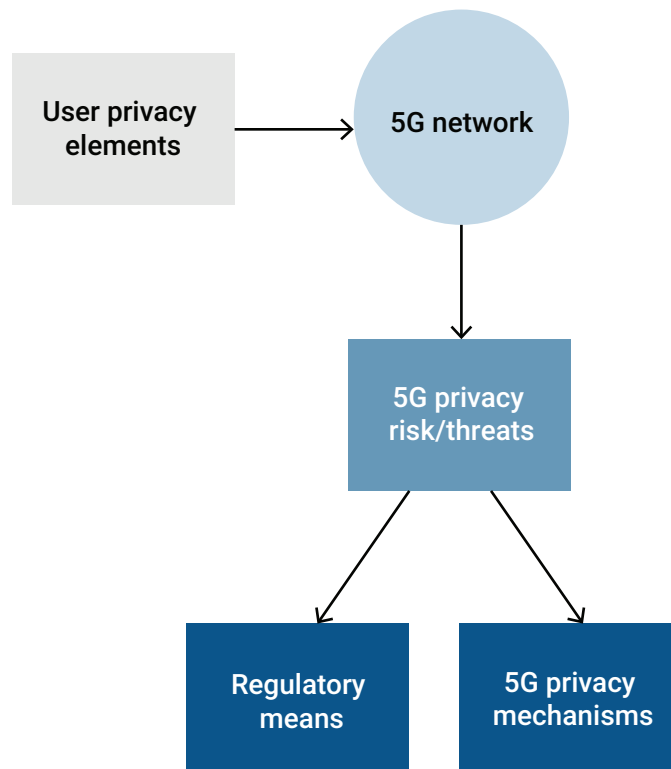 User privacy
elements
5G network
5G privacy
risk/threats
Regulatory
means
5G privacy
mechanisms